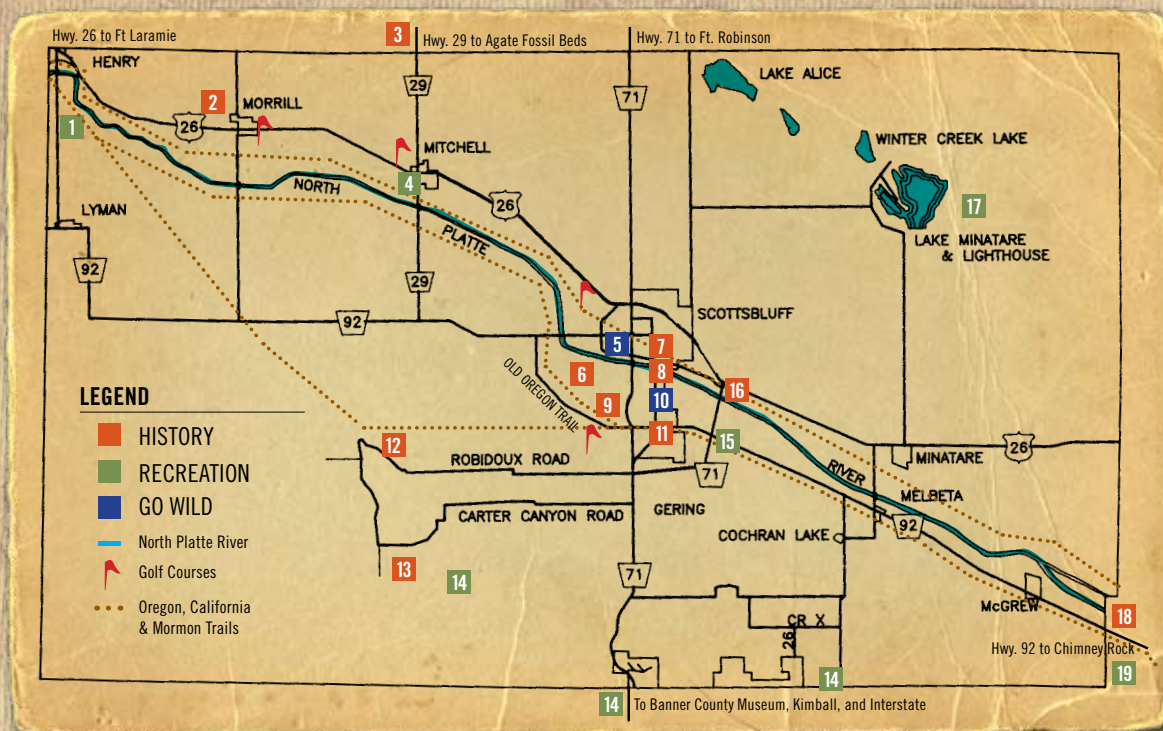 Hwy. 26 to Ft Laramie
3
Hwy. 29 to Agate Fossil Beds
Hwy. 71 to Ft. Robinson
HENRY
LAKE ALICE
29
71
2
MORRILL
1
26
WINTER CREEK LAKE
MITCHELL
4
NORTH
26
17
LYMAN
PLATTE
LAKE MINATARE
& LIGHTHOUSE
92
29
92
SCOTTSBLUFF
5
7
OLD OREGON TRAIL
6
8
16
9
10
11
15
12
ROBIDOUX ROAD
71
RIVER
MINATARE
26
MELBETA
CARTER CANYON ROAD
GERING
92
COCHRAN LAKE
13
14
71
McGREW
CR X
26
18
Hwy. 92 to Chimney Rock
14
19
14
To Banner County Museum, Kimball, and Interstate
LEGEND
HISTORY
RECREATION
GO WILD
North Platte River
Golf Courses
Oregon, California
& Mormon Trails